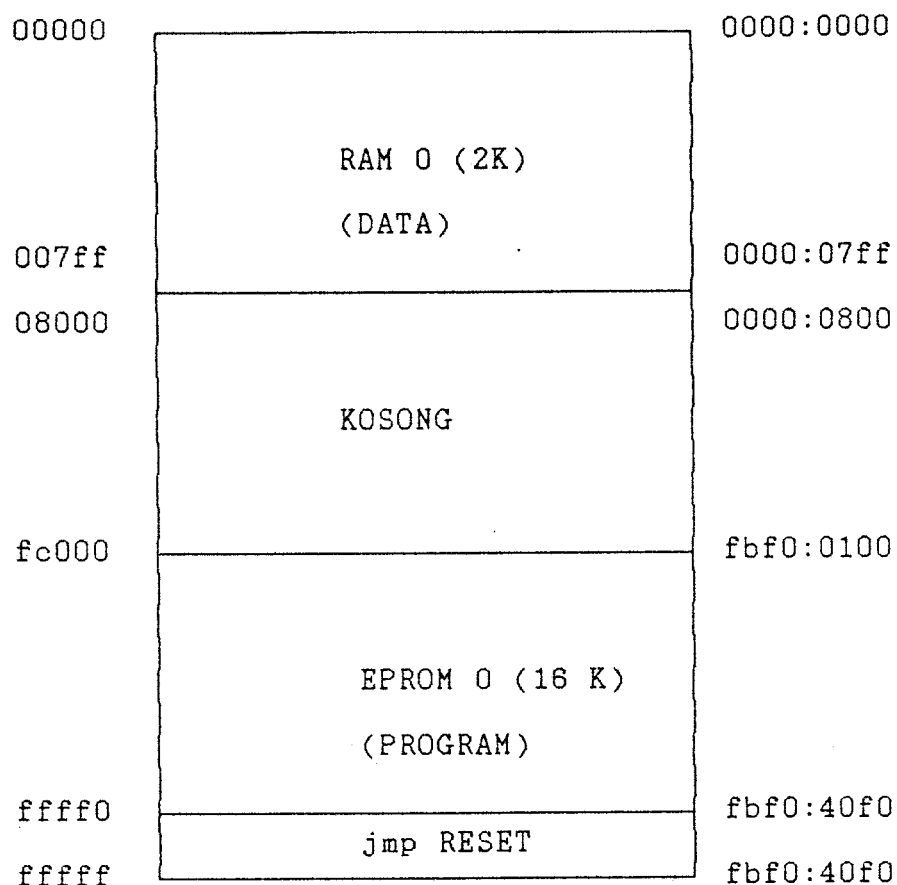 00000 0000:0000
RAM 0 (2K)
(DATA)
007ff 0000:07ff
08000 0000:0800
KOSONG
fc000 fbf0:0100
EPROM 0 (16 K)
(PROGRAM)
ffff0 fbf0:40f0
jmp RESET
fffff fbf0:40f0